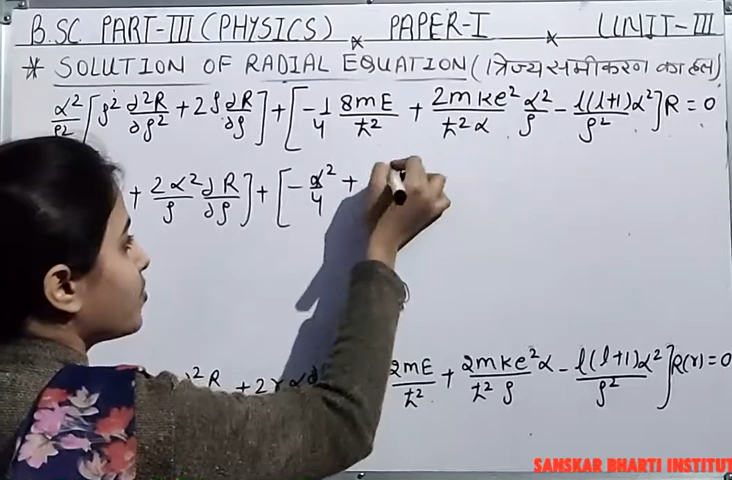 B.SC. PART-III (PHYSICS) * PAPER-I * UNIT-III
* SOLUTION OF RADIAL EQUATION (त्रिज्य समीकरण का हल)
α²/ρ² [ρ² ∂²R/∂ρ² + 2ρ ∂R/∂ρ] + [-1/4 8mE/ħ² + 2mke²/ħ²α α²/ρ - l(l+1)α²/ρ²] R = 0
+ 2α²/ρ ∂R/∂ρ] + [-α²/4 +
²R + 2rα∂ 2mE/ħ² + 2mke²α/ħ²ρ - l(l+1)α²/ρ²] R(r) = 0
SANSKAR BHARTI INSTITUT